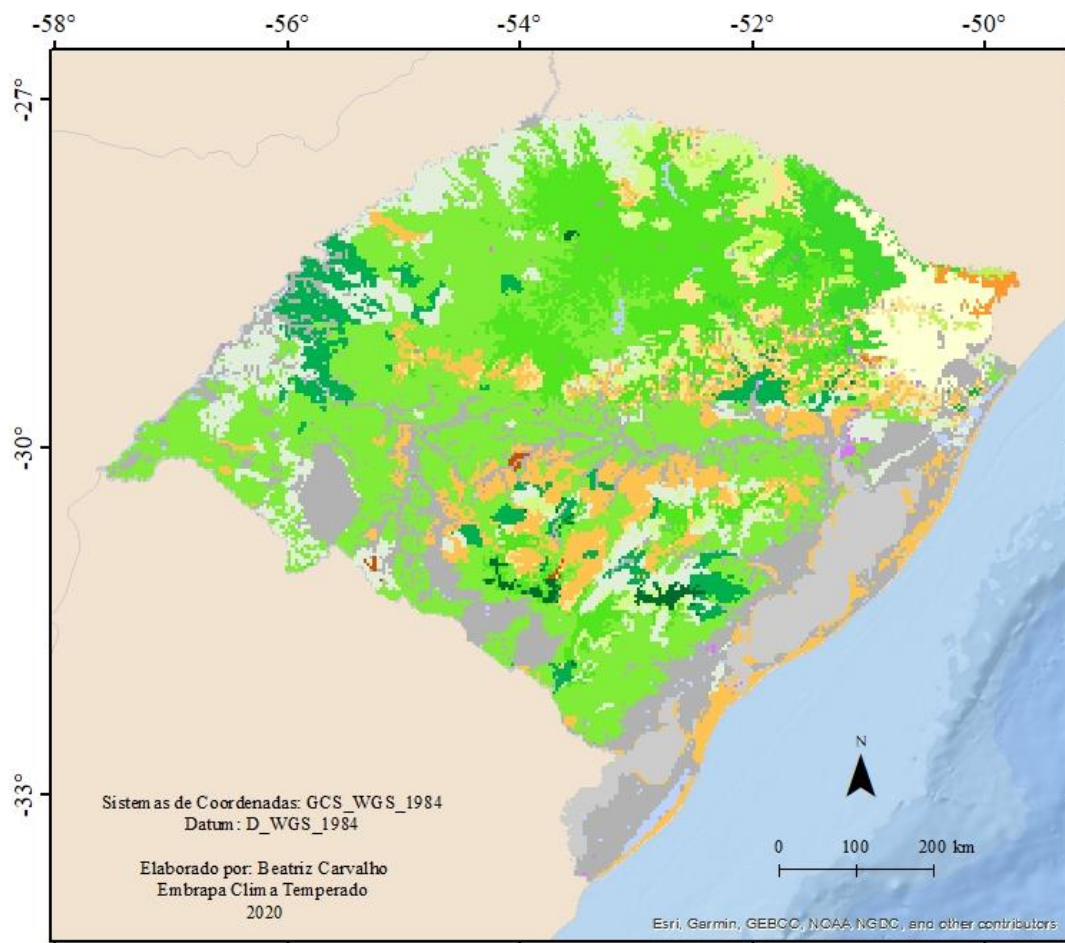 -58° -56° -54° -52° -50°
-27°
-30°
-33°
N
Sistemas de Coordenadas: GCS_WGS_1984
Datum: D_WGS_1984
Elaborado por: Beatriz Carvalho
Embrapa Clima Temperado
2020
0 100 200 km
Esri, Garmin, GEBCO, NOAA NGDC, and other contributors